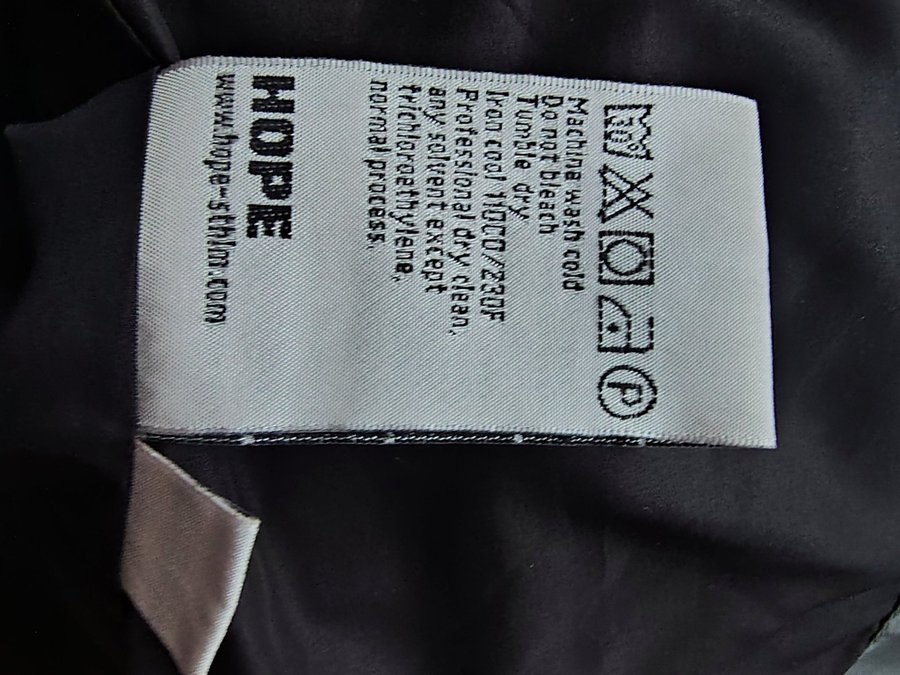 30°
P
Machine wash cold
Do not bleach
Tumble dry.
Iron cool 110C0/230F
Professional dry clean,
any solvent except
trichloroethylene,
normal process.
HOPE
www.hope-sthlm.com